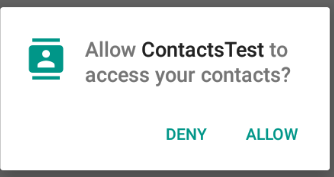 Allow ContactsTest to
access your contacts?
DENY ALLOW